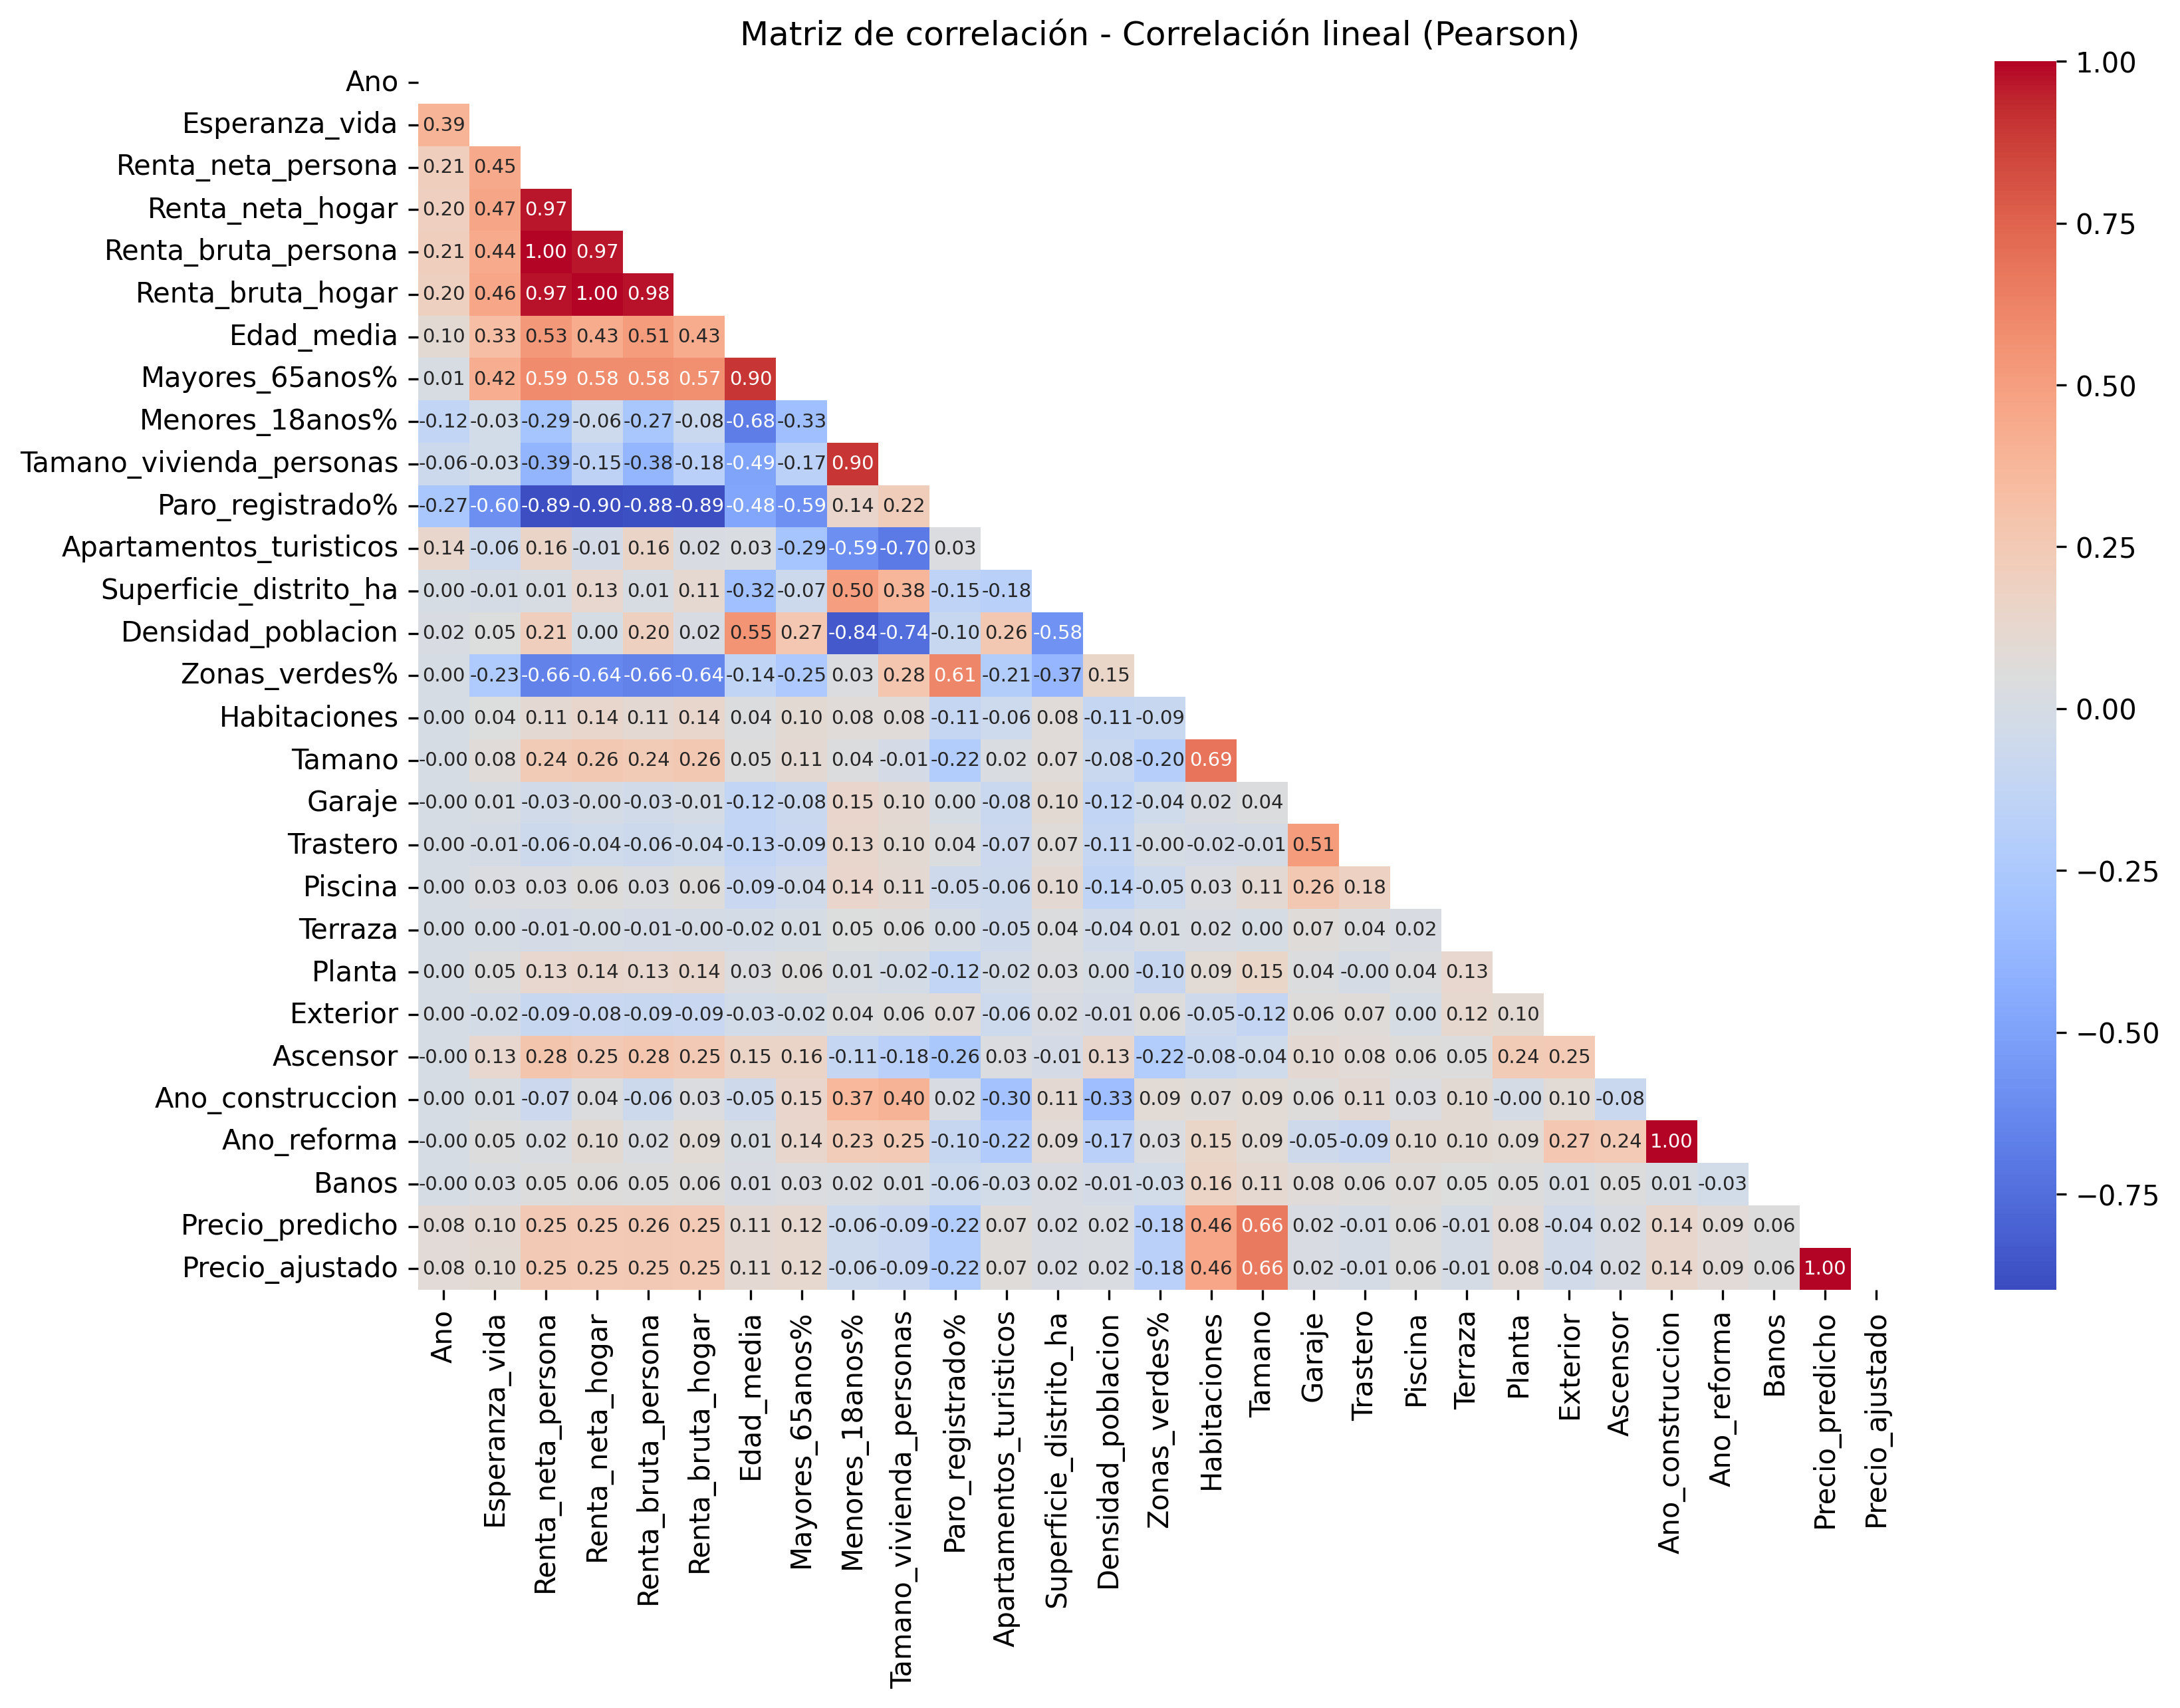 Matriz de correlación - Correlación lineal (Pearson)
Ano
Esperanza_vida 0.39
Renta_neta_persona 0.21 0.45
Renta_neta_hogar 0.20 0.47 0.97
Renta_bruta_persona 0.21 0.44 1.00 0.97
Renta_bruta_hogar 0.20 0.46 0.97 1.00 0.98
Edad_media 0.10 0.33 0.53 0.43 0.51 0.43
Mayores_65anos% 0.01 0.42 0.59 0.58 0.58 0.57 0.90
Menores_18anos% -0.12 -0.03 -0.29 -0.06 -0.27 -0.08 -0.68 -0.33
Tamano_vivienda_personas -0.06 -0.03 -0.39 -0.15 -0.38 -0.18 -0.49 -0.17 0.90
Paro_registrado% -0.27 -0.60 -0.89 -0.90 -0.88 -0.89 -0.48 -0.59 0.14 0.22
Apartamentos_turisticos 0.14 -0.06 0.16 -0.01 0.16 0.02 0.03 -0.29 -0.59 -0.70 0.03
Superficie_distrito_ha 0.00 -0.01 0.01 0.13 0.01 0.11 -0.32 -0.07 0.50 0.38 -0.15 -0.18
Densidad_poblacion 0.02 0.05 0.21 0.00 0.20 0.02 0.55 0.27 -0.84 -0.74 -0.10 0.26 -0.58
Zonas_verdes% 0.00 -0.23 -0.66 -0.64 -0.66 -0.64 -0.14 -0.25 0.03 0.28 0.61 -0.21 -0.37 0.15
Habitaciones 0.00 0.04 0.11 0.14 0.11 0.14 0.04 0.10 0.08 0.08 -0.11 -0.06 0.08 -0.11 -0.09
Tamano -0.00 0.08 0.24 0.26 0.24 0.26 0.05 0.11 0.04 -0.01 -0.22 0.02 0.07 -0.08 -0.20 0.69
Garaje -0.00 0.01 -0.03 -0.00 -0.03 -0.01 -0.12 -0.08 0.15 0.10 0.00 -0.08 0.10 -0.12 -0.04 0.02 0.04
Trastero 0.00 -0.01 -0.06 -0.04 -0.06 -0.04 -0.13 -0.09 0.13 0.10 0.04 -0.07 0.07 -0.11 -0.00 -0.02 -0.01 0.51
Piscina 0.00 0.03 0.03 0.06 0.03 0.06 -0.09 -0.04 0.14 0.11 -0.05 -0.06 0.10 -0.14 -0.05 0.03 0.11 0.26 0.18
Terraza 0.00 0.00 -0.01 -0.00 -0.01 -0.00 -0.02 0.01 0.05 0.06 0.00 -0.05 0.04 -0.04 0.01 0.02 0.00 0.07 0.04 0.02
Planta 0.00 0.05 0.13 0.14 0.13 0.14 0.03 0.06 0.01 -0.02 -0.12 -0.02 0.03 0.00 -0.10 0.09 0.15 0.04 -0.00 0.04 0.13
Exterior 0.00 -0.02 -0.09 -0.08 -0.09 -0.09 -0.03 -0.02 0.04 0.06 0.07 -0.06 0.02 -0.01 0.06 -0.05 -0.12 0.06 0.07 0.00 0.12 0.10
Ascensor -0.00 0.13 0.28 0.25 0.28 0.25 0.15 0.16 -0.11 -0.18 -0.26 0.03 -0.01 0.13 -0.22 -0.08 -0.04 0.10 0.08 0.06 0.05 0.24 0.25
Ano_construccion 0.00 0.01 -0.07 0.04 -0.06 0.03 -0.05 0.15 0.37 0.40 0.02 -0.30 0.11 -0.33 0.09 0.07 0.09 0.06 0.11 0.03 0.10 -0.00 0.10 -0.08
Ano_reforma -0.00 0.05 0.02 0.10 0.02 0.09 0.01 0.14 0.23 0.25 -0.10 -0.22 0.09 -0.17 0.03 0.15 0.09 -0.05 -0.09 0.10 0.10 0.09 0.27 0.24 1.00
Banos -0.00 0.03 0.05 0.06 0.05 0.06 0.01 0.03 0.02 0.01 -0.06 -0.03 0.02 -0.01 -0.03 0.16 0.11 0.08 0.06 0.07 0.05 0.05 0.01 0.05 0.01 -0.03
Precio_predicho 0.08 0.10 0.25 0.25 0.26 0.25 0.11 0.12 -0.06 -0.09 -0.22 0.07 0.02 0.02 -0.18 0.46 0.66 0.02 -0.01 0.06 -0.01 0.08 -0.04 0.02 0.14 0.09 0.06
Precio_ajustado 0.08 0.10 0.25 0.25 0.25 0.25 0.11 0.12 -0.06 -0.09 -0.22 0.07 0.02 0.02 -0.18 0.46 0.66 0.02 -0.01 0.06 -0.01 0.08 -0.04 0.02 0.14 0.09 0.06 1.00
Ano
Esperanza_vida
Renta_neta_persona
Renta_neta_hogar
Renta_bruta_persona
Renta_bruta_hogar
Edad_media
Mayores_65anos%
Menores_18anos%
Tamano_vivienda_personas
Paro_registrado%
Apartamentos_turisticos
Superficie_distrito_ha
Densidad_poblacion
Zonas_verdes%
Habitaciones
Tamano
Garaje
Trastero
Piscina
Terraza
Planta
Exterior
Ascensor
Ano_construccion
Ano_reforma
Banos
Precio_predicho
Precio_ajustado
1.00
0.75
0.50
0.25
0.00
−0.25
−0.50
−0.75